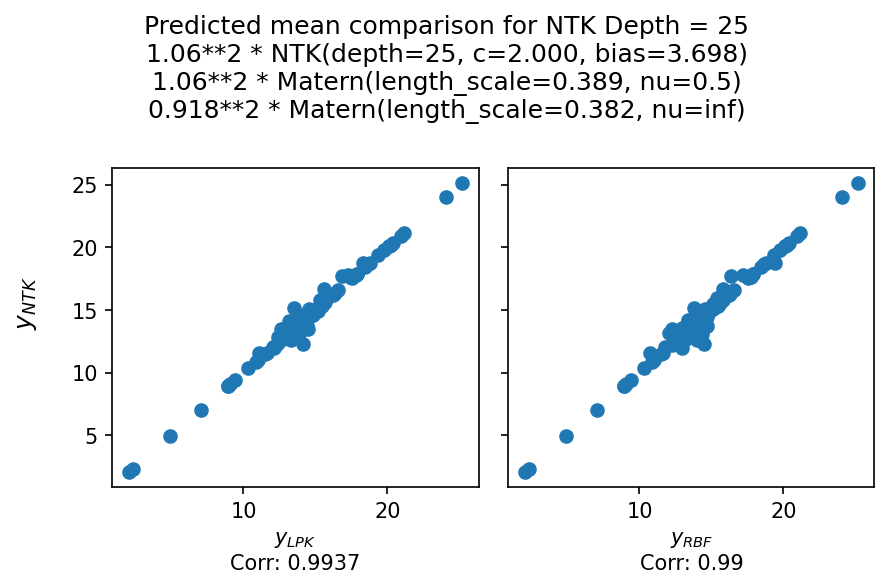 Predicted mean comparison for NTK Depth = 25
1.06**2 * NTK(depth=25, c=2.000, bias=3.698)
1.06**2 * Matern(length_scale=0.389, nu=0.5)
0.918**2 * Matern(length_scale=0.382, nu=inf)
25
20
15
10
5
y_NTK
10 20
10 20
y_LPK
Corr: 0.9937
y_RBF
Corr: 0.99